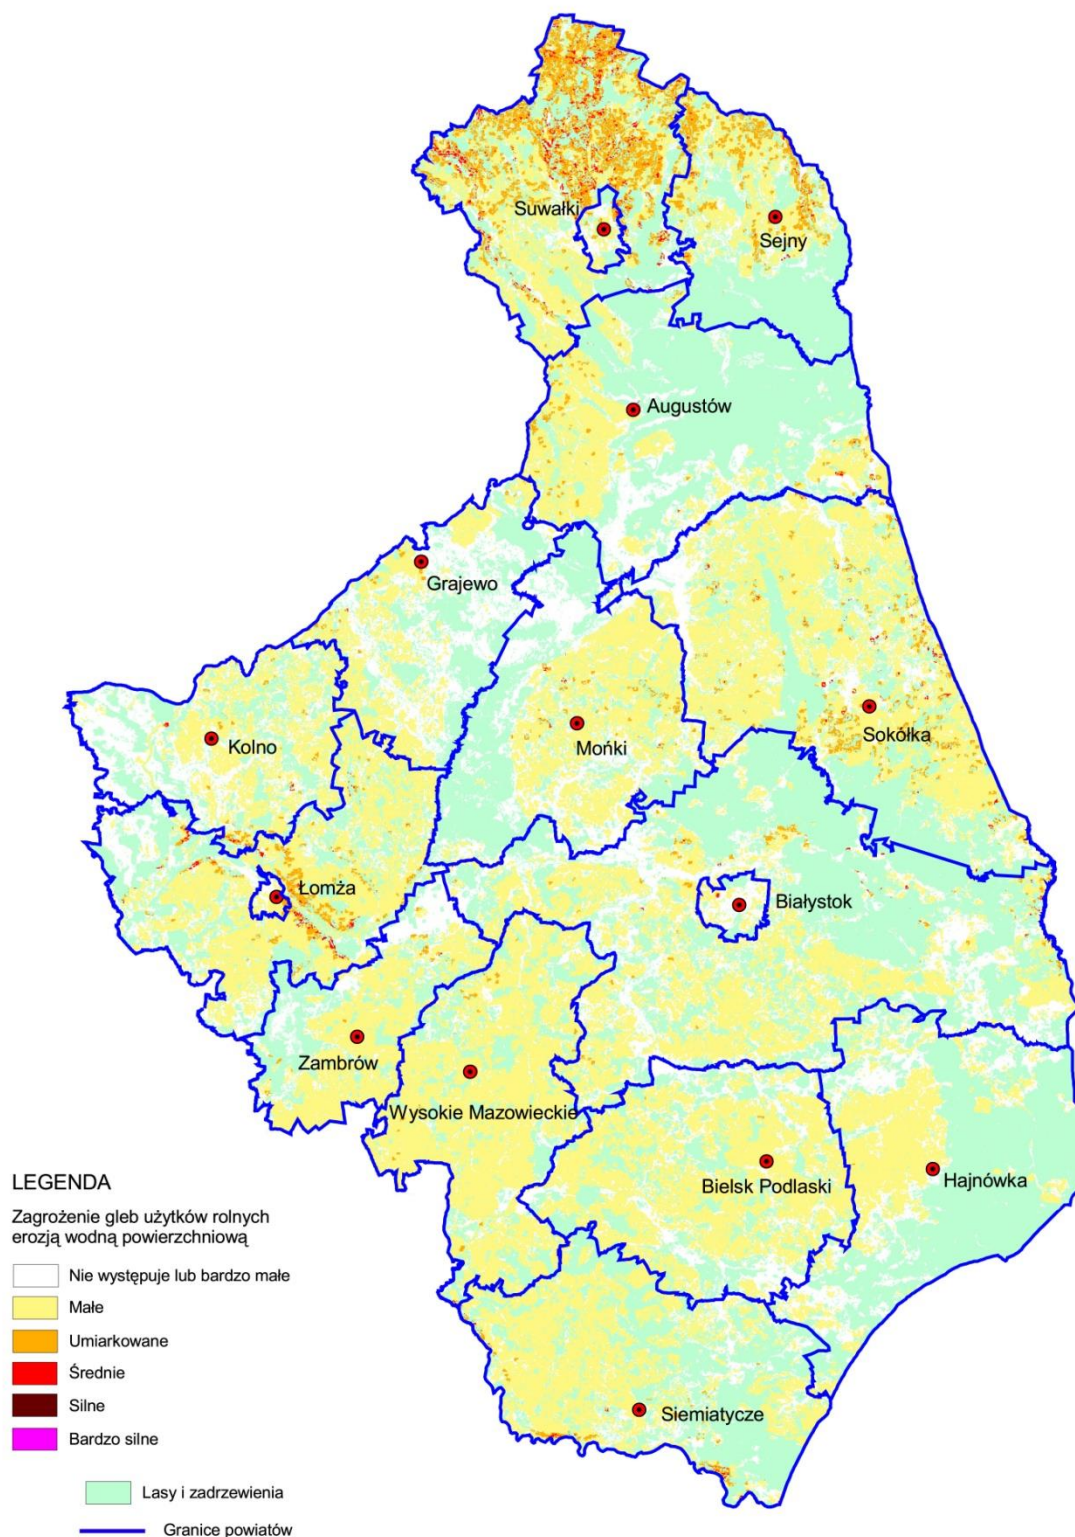 Suwałki
Sejny
Augustów
Grajewo
Sokółka
Kolno
Mońki
Łomża
Białystok
Zambrów
Wysokie Mazowieckie
Bielsk Podlaski
Hajnówka
Siemiatycze
LEGENDA
Zagrożenie gleb użytków rolnych
erozją wodną powierzchniową
Nie występuje lub bardzo małe
Małe
Umiarkowane
Średnie
Silne
Bardzo silne
Lasy i zadrzewienia
Granice powiatów